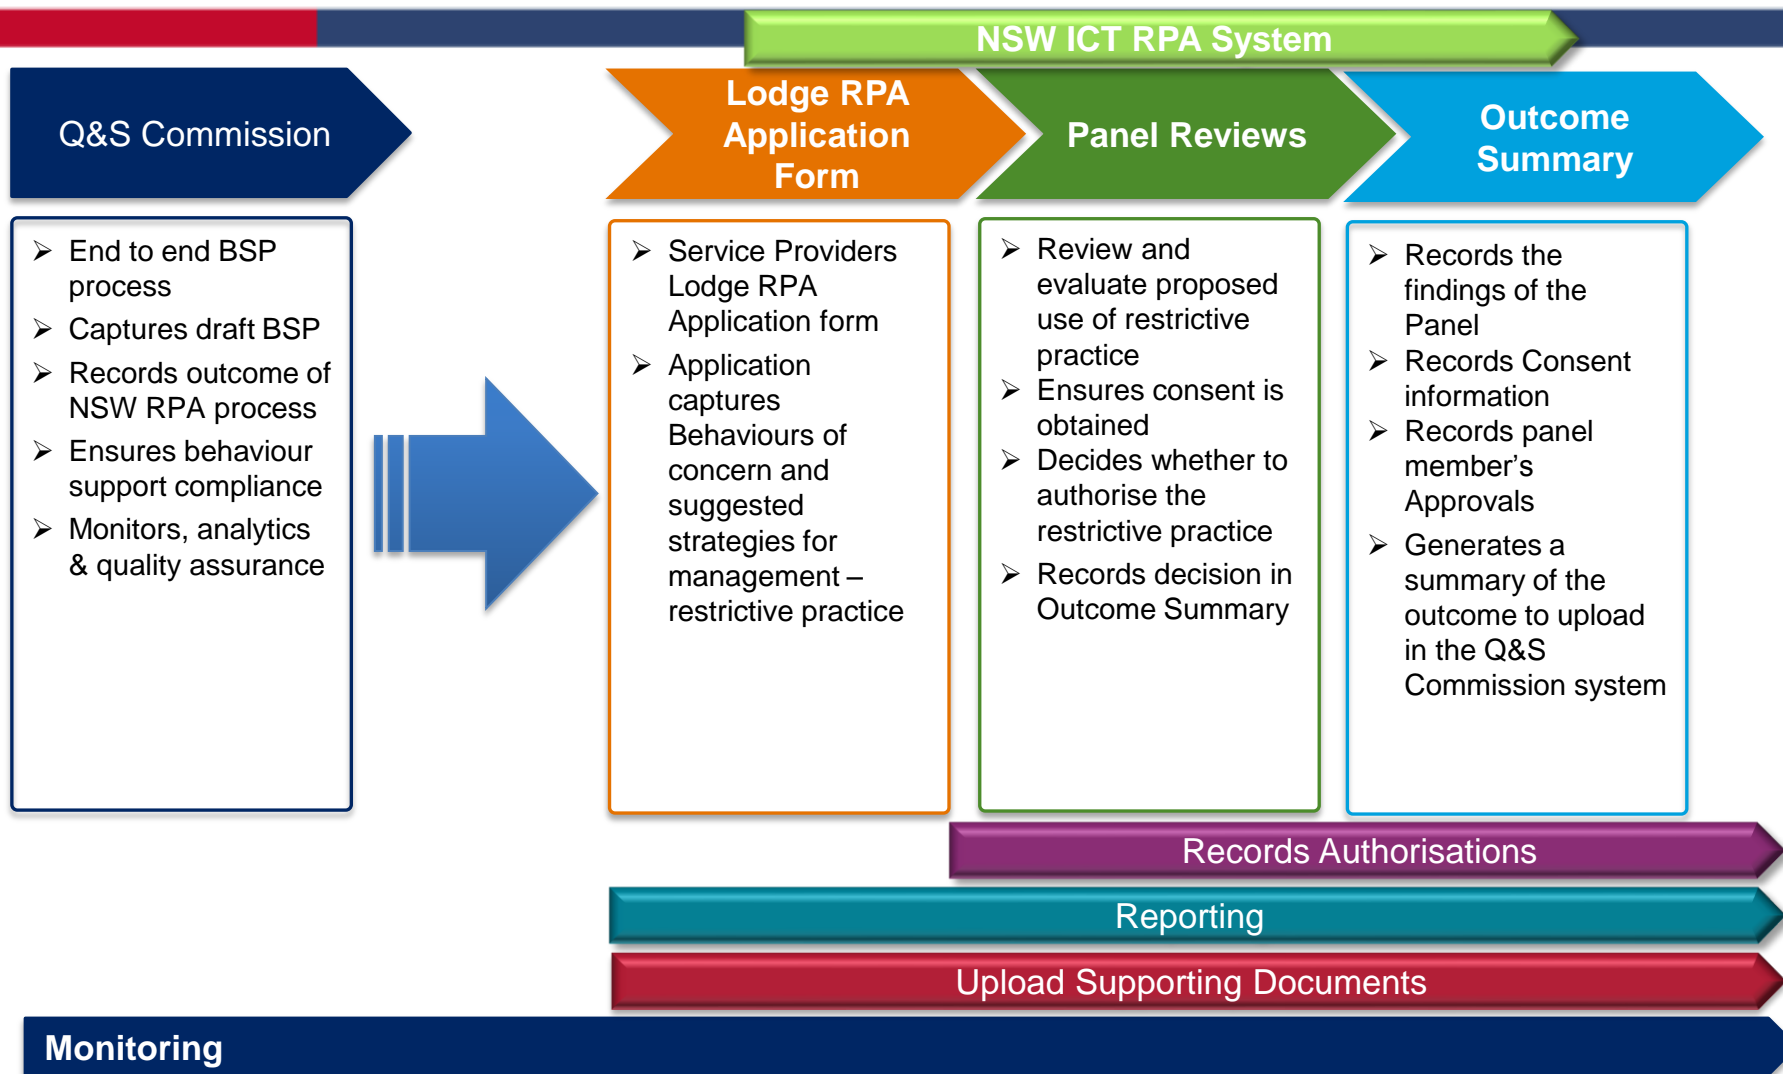 NSW ICT RPA System
Q&S Commission
➢ End to end BSP
process
➢ Captures draft BSP
➢ Records outcome of
NSW RPA process
➢ Ensures behaviour
support compliance
➢ Monitors, analytics
& quality assurance
Lodge RPA
Application
Form
➢ Service Providers
Lodge RPA
Application form
➢ Application
captures
Behaviours of
concern and
suggested
strategies for
management –
restrictive practice
Panel Reviews
➢ Review and
evaluate proposed
use of restrictive
practice
➢ Ensures consent is
obtained
➢ Decides whether to
authorise the
restrictive practice
➢ Records decision in
Outcome Summary
Outcome
Summary
➢ Records the
findings of the
Panel
➢ Records Consent
information
➢ Records panel
member’s
Approvals
➢ Generates a
summary of the
outcome to upload
in the Q&S
Commission system
Records Authorisations
Reporting
Upload Supporting Documents
Monitoring